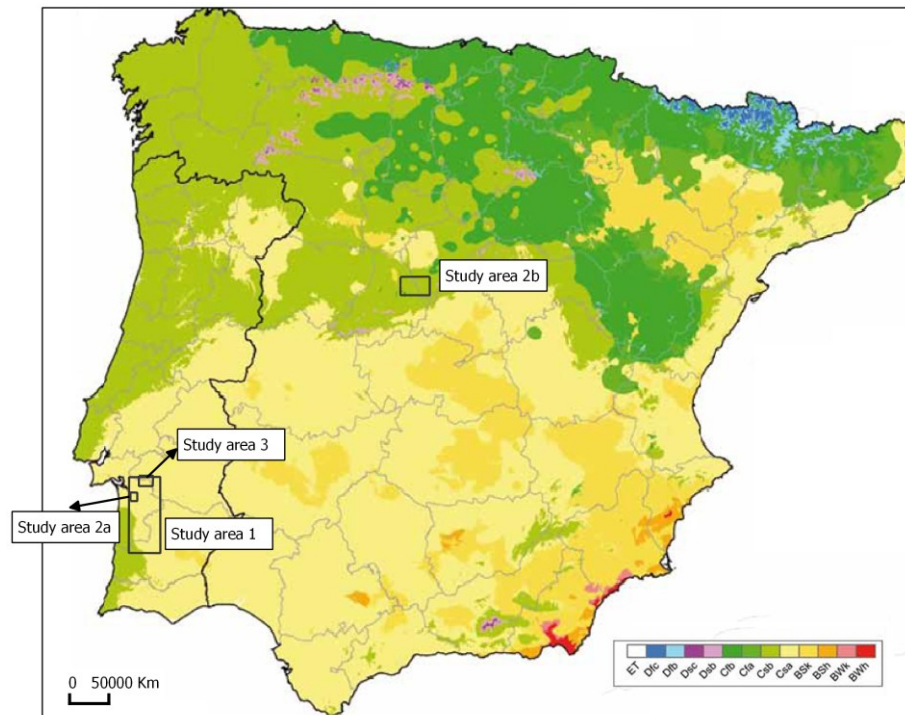 Study area 2b
Study area 3
Study area 2a
Study area 1
0 50000 Km
ET Dfc Dfb Dsc Dsb Cfb Cfa Csb Csa BSk BSh BWk BWh